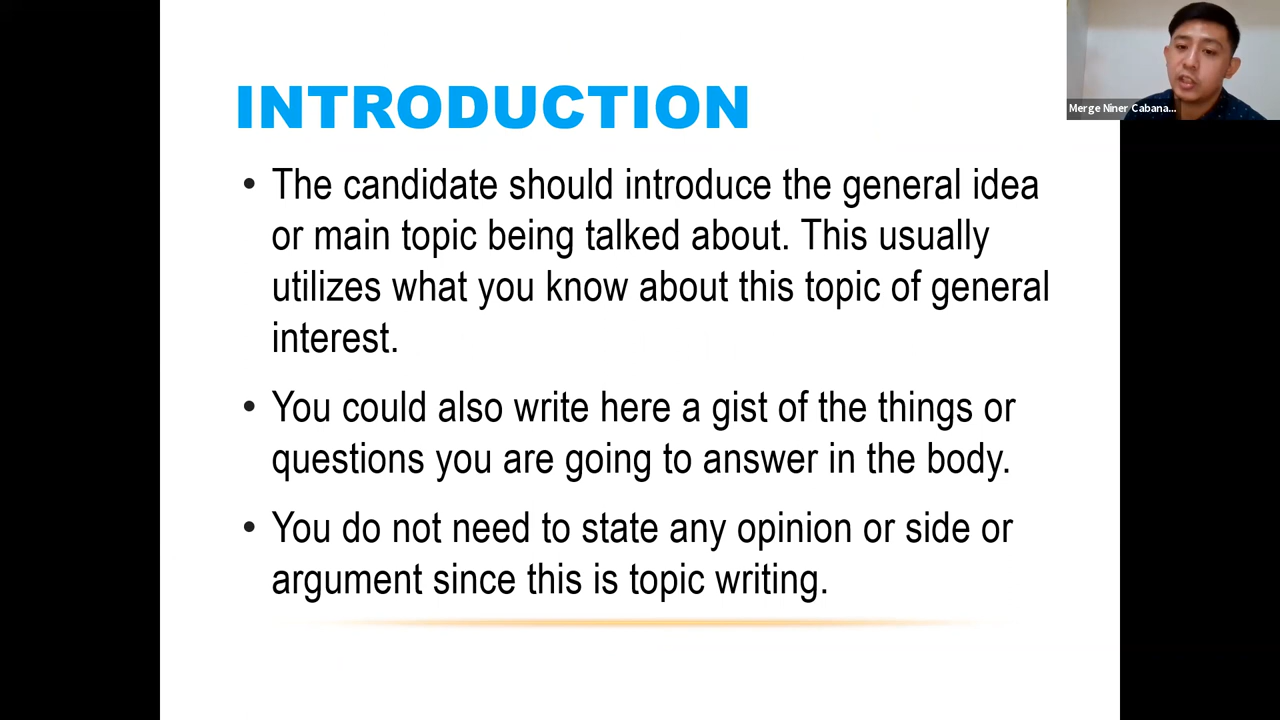 INTRODUCTION
• The candidate should introduce the general idea
or main topic being talked about. This usually
utilizes what you know about this topic of general
interest.
• You could also write here a gist of the things or
questions you are going to answer in the body.
• You do not need to state any opinion or side or
argument since this is topic writing.
Merge Niner Cabana...